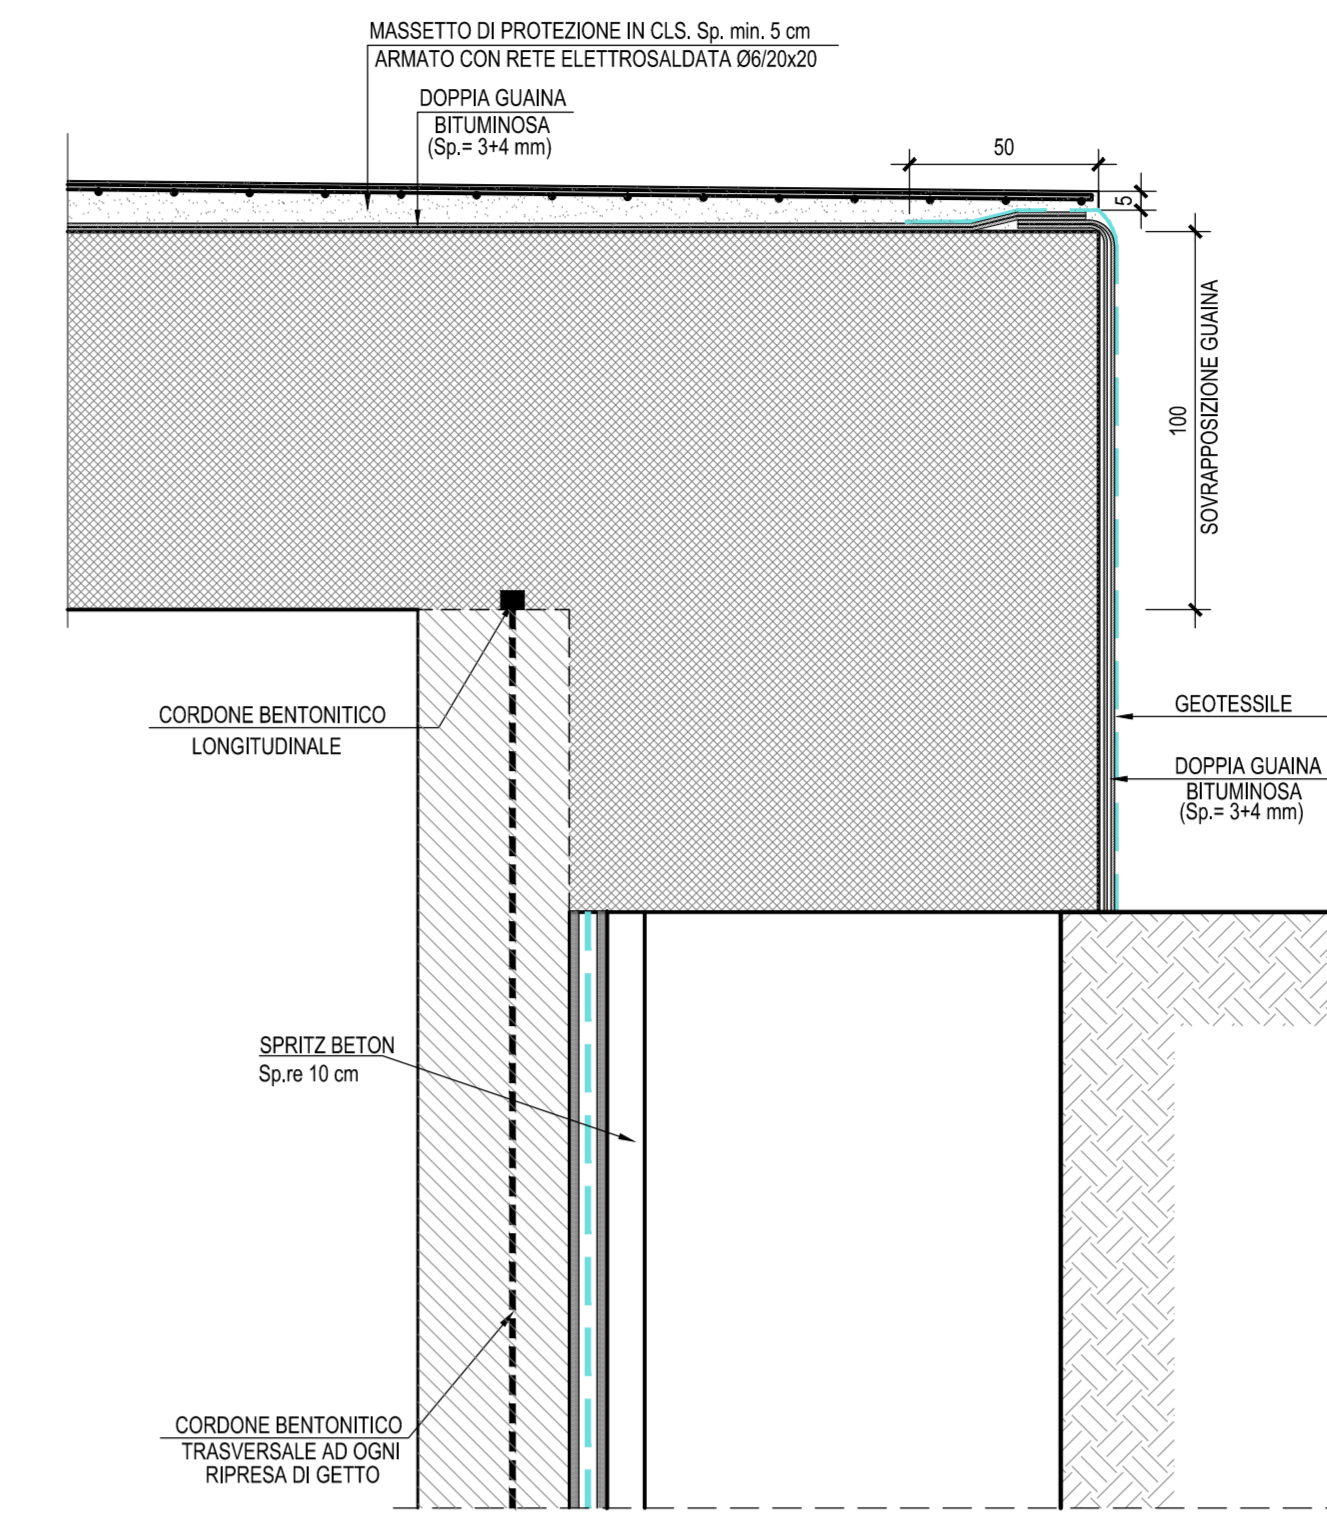 MASSETTO DI PROTEZIONE IN CLS. Sp. min. 5 cm
ARMATO CON RETE ELETTROSALDATA Ø6/20x20
DOPPIA GUAINA
BITUMINOSA
(Sp.= 3+4 mm)
50
5
100
SOVRAPPOSIZIONE GUAINA
CORDONE BENTONITICO
LONGITUDINALE
GEOTESSILE
DOPPIA GUAINA
BITUMINOSA
(Sp.= 3+4 mm)
SPRITZ BETON
Sp.re 10 cm
CORDONE BENTONITICO
TRASVERSALE AD OGNI
RIPRESA DI GETTO